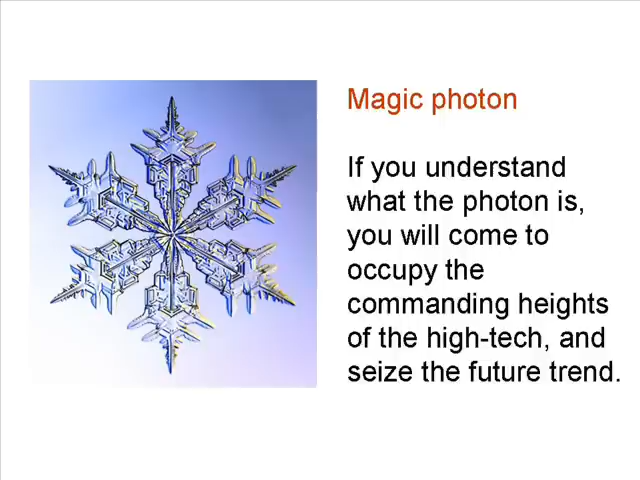 Magic photon
If you understand
what the photon is,
you will come to
occupy the
commanding heights
of the high-tech, and
seize the future trend.